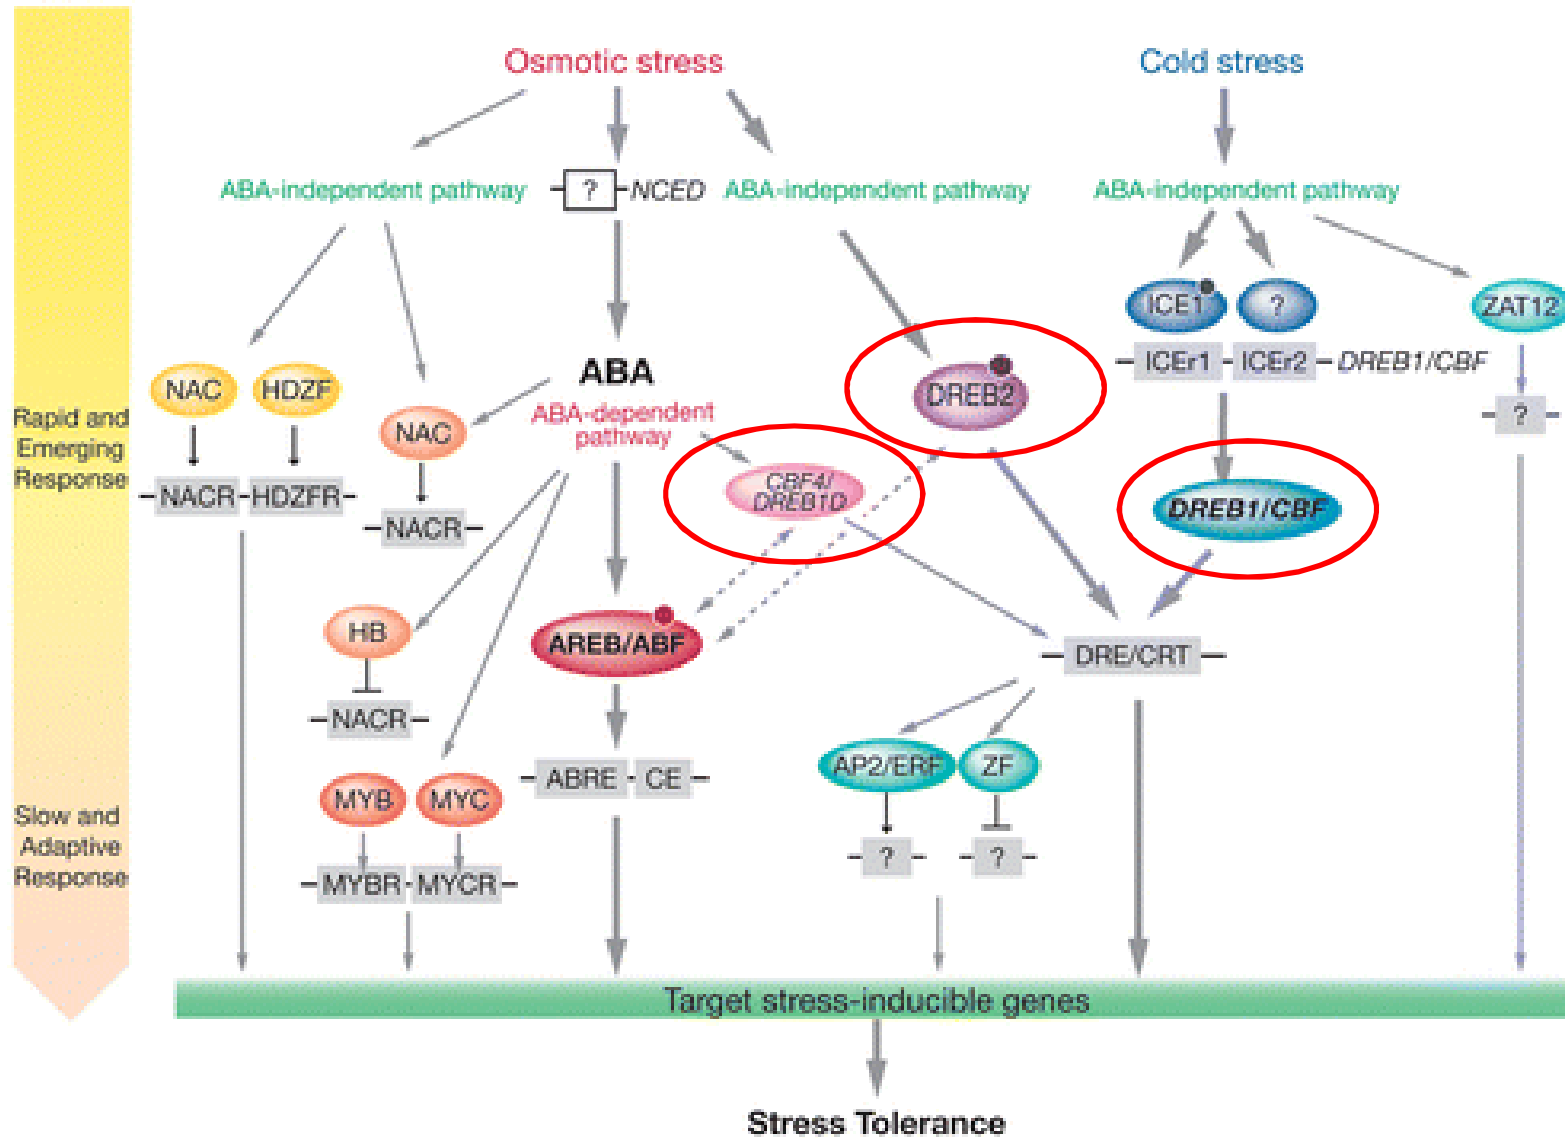 Osmotic stress
Cold stress
ABA-independent pathway
?
NCED
ABA-independent pathway
ABA-independent pathway
ICE1
?
ZAT12
ICEr1
ICEr2
DREB1/CBF
?
ABA
ABA-dependent
pathway
NAC
HDZF
NAC
DREB2
Rapid and
Emerging
Response
NACR
HDZFR
NACR
CBF4/
DREB1D
DREB1/CBF
HB
NACR
AREB/ABF
DRE/CRT
ABRE
CE
AP2/ERF
ZF
?
?
MYB
MYC
MYBR
MYCR
Slow and
Adaptive
Response
Target stress-inducible genes
Stress Tolerance